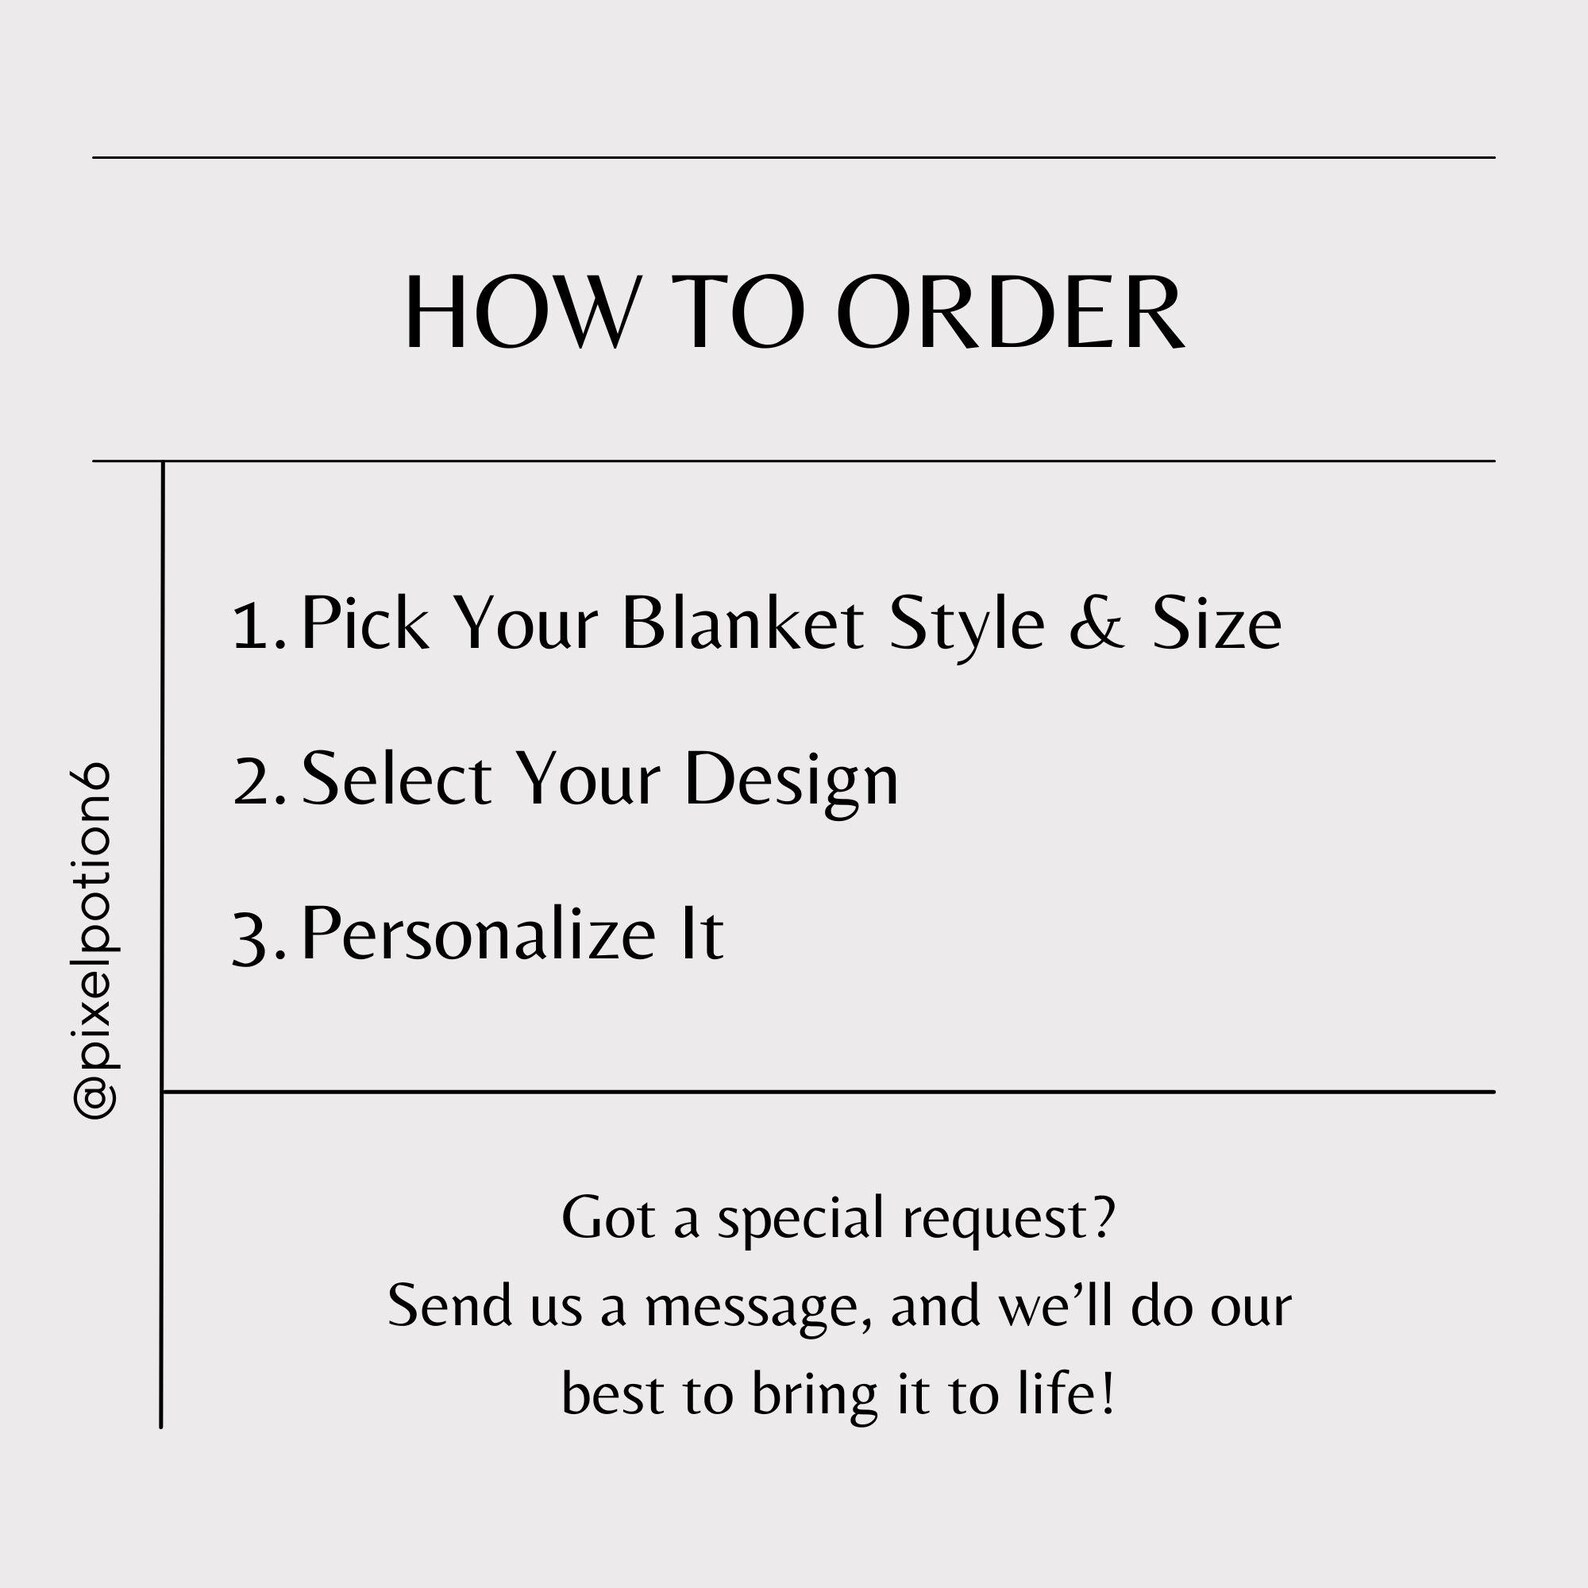 HOW TO ORDER
1. Pick Your Blanket Style & Size
2. Select Your Design
3. Personalize It
@pixelpotion6
Got a special request?
Send us a message, and we’ll do our
best to bring it to life!